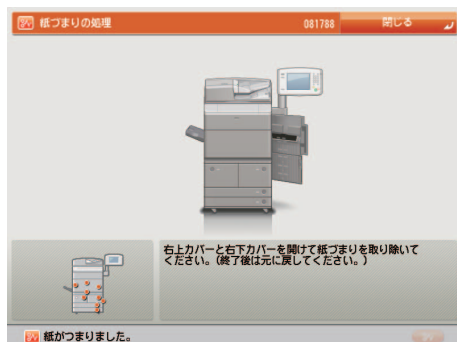 紙づまりの処理
081788
閉じる
右上カバーと右下カバーを開けて紙づまりを取り除いて
ください。(終了後は元に戻してください。)
紙がつまりました。